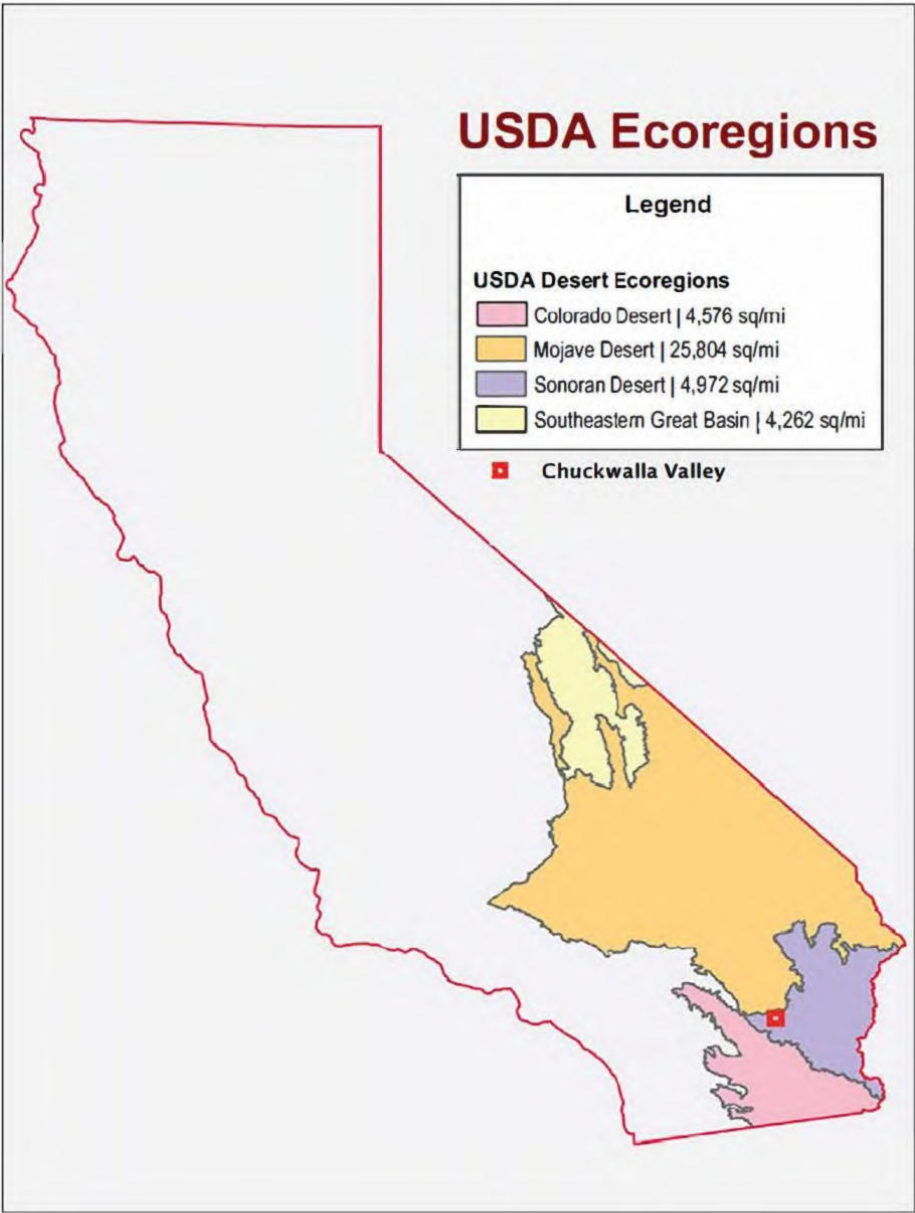 USDA Ecoregions
Legend
USDA Desert Ecoregions
Colorado Desert | 4,576 sq/mi
Mojave Desert | 25,804 sq/mi
Sonoran Desert | 4,972 sq/mi
Southeastern Great Basin | 4,262 sq/mi
Chuckwalla Valley